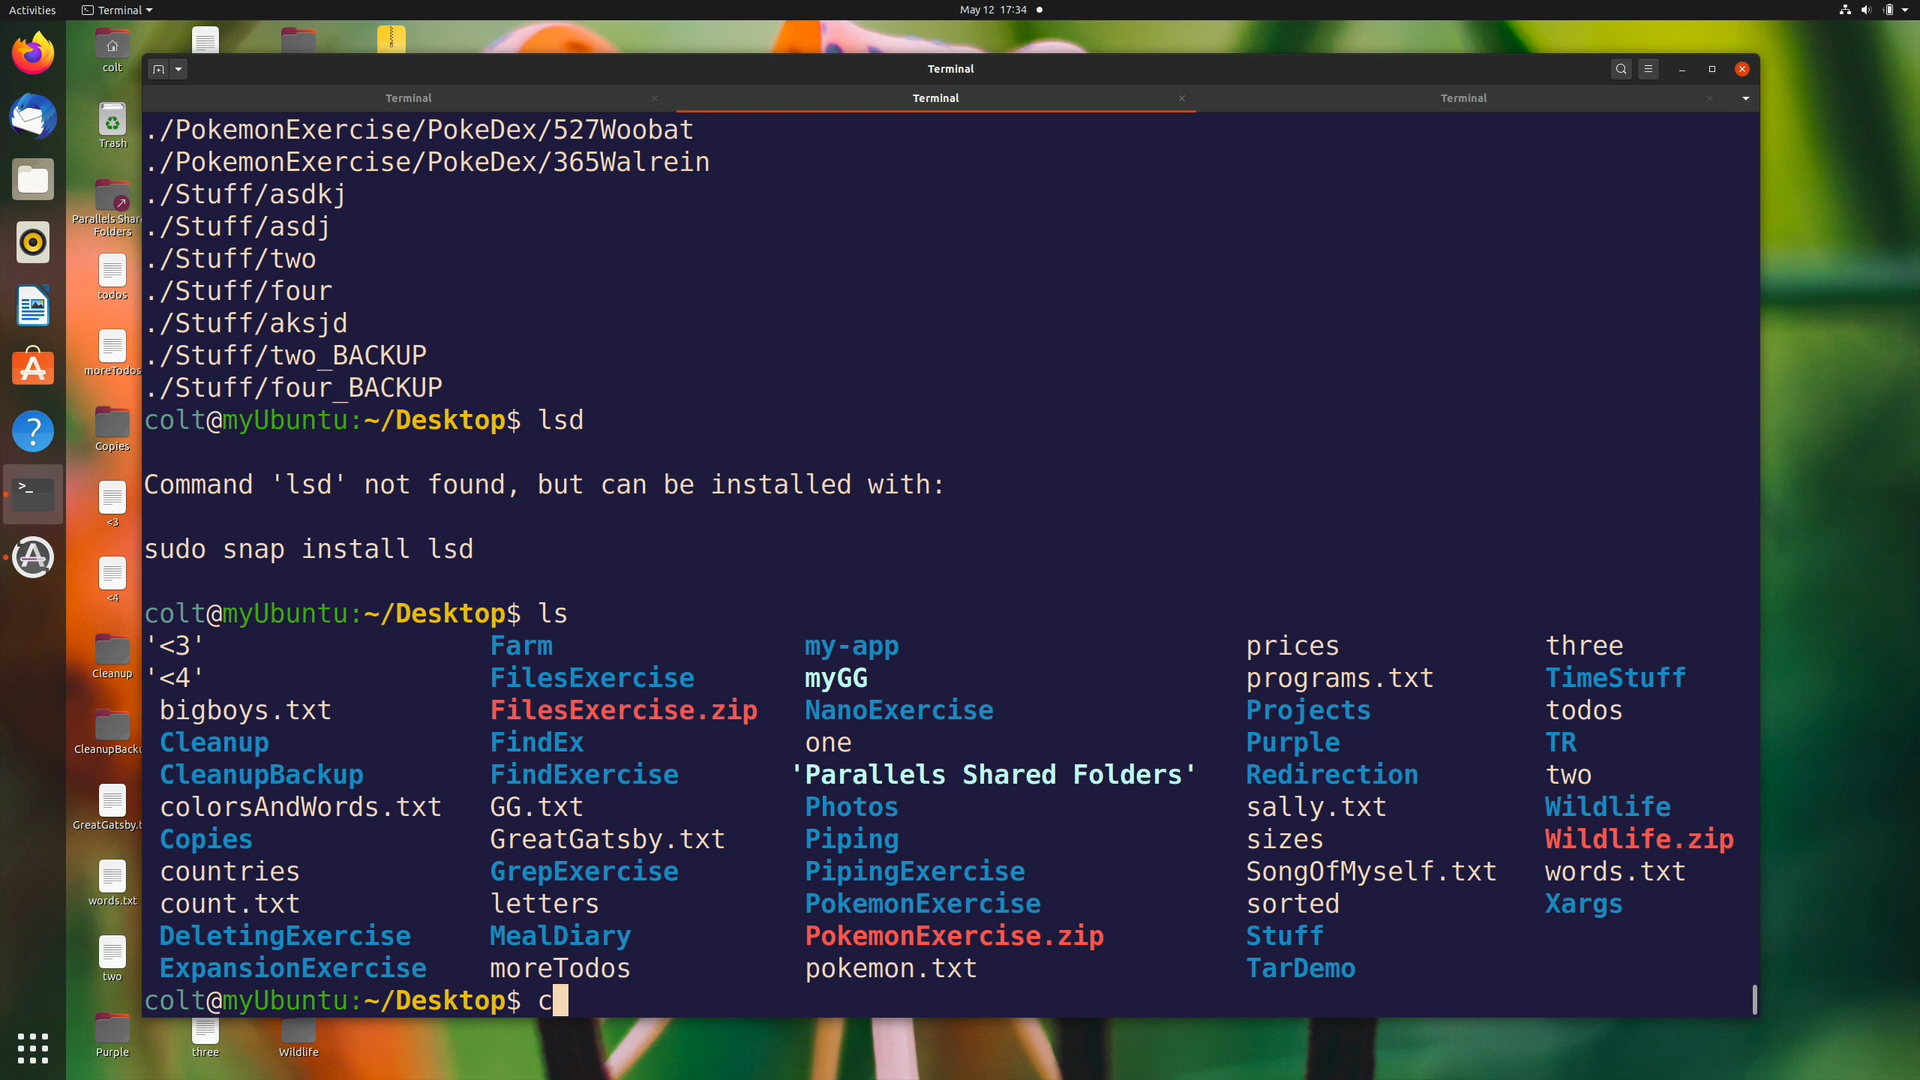 Activities Terminal May 12 17:34
colt
Trash
Parallels Shar
Folders
todos
moreTodos
Copies
<3
<4
Cleanup
CleanupBacku
GreatGatsby.t
words.txt
two
Purple three Wildlife
Terminal
Terminal Terminal Terminal
./PokemonExercise/PokeDex/527Woobat
./PokemonExercise/PokeDex/365Walrein
./Stuff/asdkj
./Stuff/asdj
./Stuff/two
./Stuff/four
./Stuff/aksjd
./Stuff/two_BACKUP
./Stuff/four_BACKUP
colt@myUbuntu:~/Desktop$ lsd
Command 'lsd' not found, but can be installed with:
sudo snap install lsd
colt@myUbuntu:~/Desktop$ ls
'<3' Farm my-app prices three
'<4' FilesExercise myGG programs.txt TimeStuff
bigboys.txt FilesExercise.zip NanoExercise Projects todos
Cleanup FindEx one Purple TR
CleanupBackup FindExercise 'Parallels Shared Folders' Redirection two
colorsAndWords.txt GG.txt Photos sally.txt Wildlife
Copies GreatGatsby.txt Piping sizes Wildlife.zip
countries GrepExercise PipingExercise SongOfMyself.txt words.txt
count.txt letters PokemonExercise sorted Xargs
DeletingExercise MealDiary PokemonExercise.zip Stuff
ExpansionExercise moreTodos pokemon.txt TarDemo
colt@myUbuntu:~/Desktop$ c